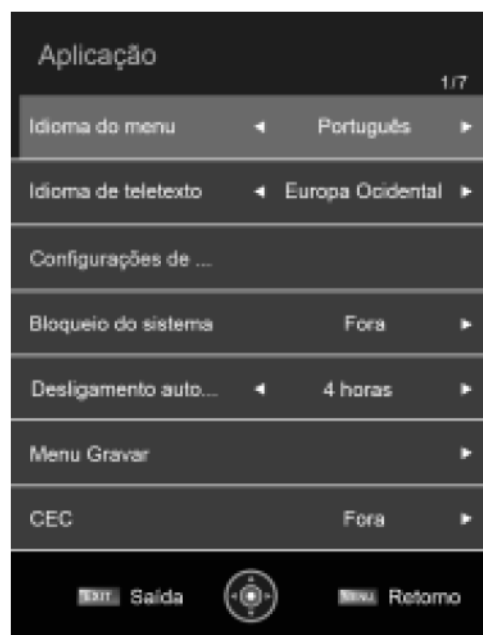 Aplicação
1/7
Idioma do menu Português
Idioma de teletexto Europa Ocidental
Configurações de ...
Bloqueio do sistema Fora
Desligamento auto... 4 horas
Menu Gravar
CEC Fora
EXIT Saída MENU Retorno